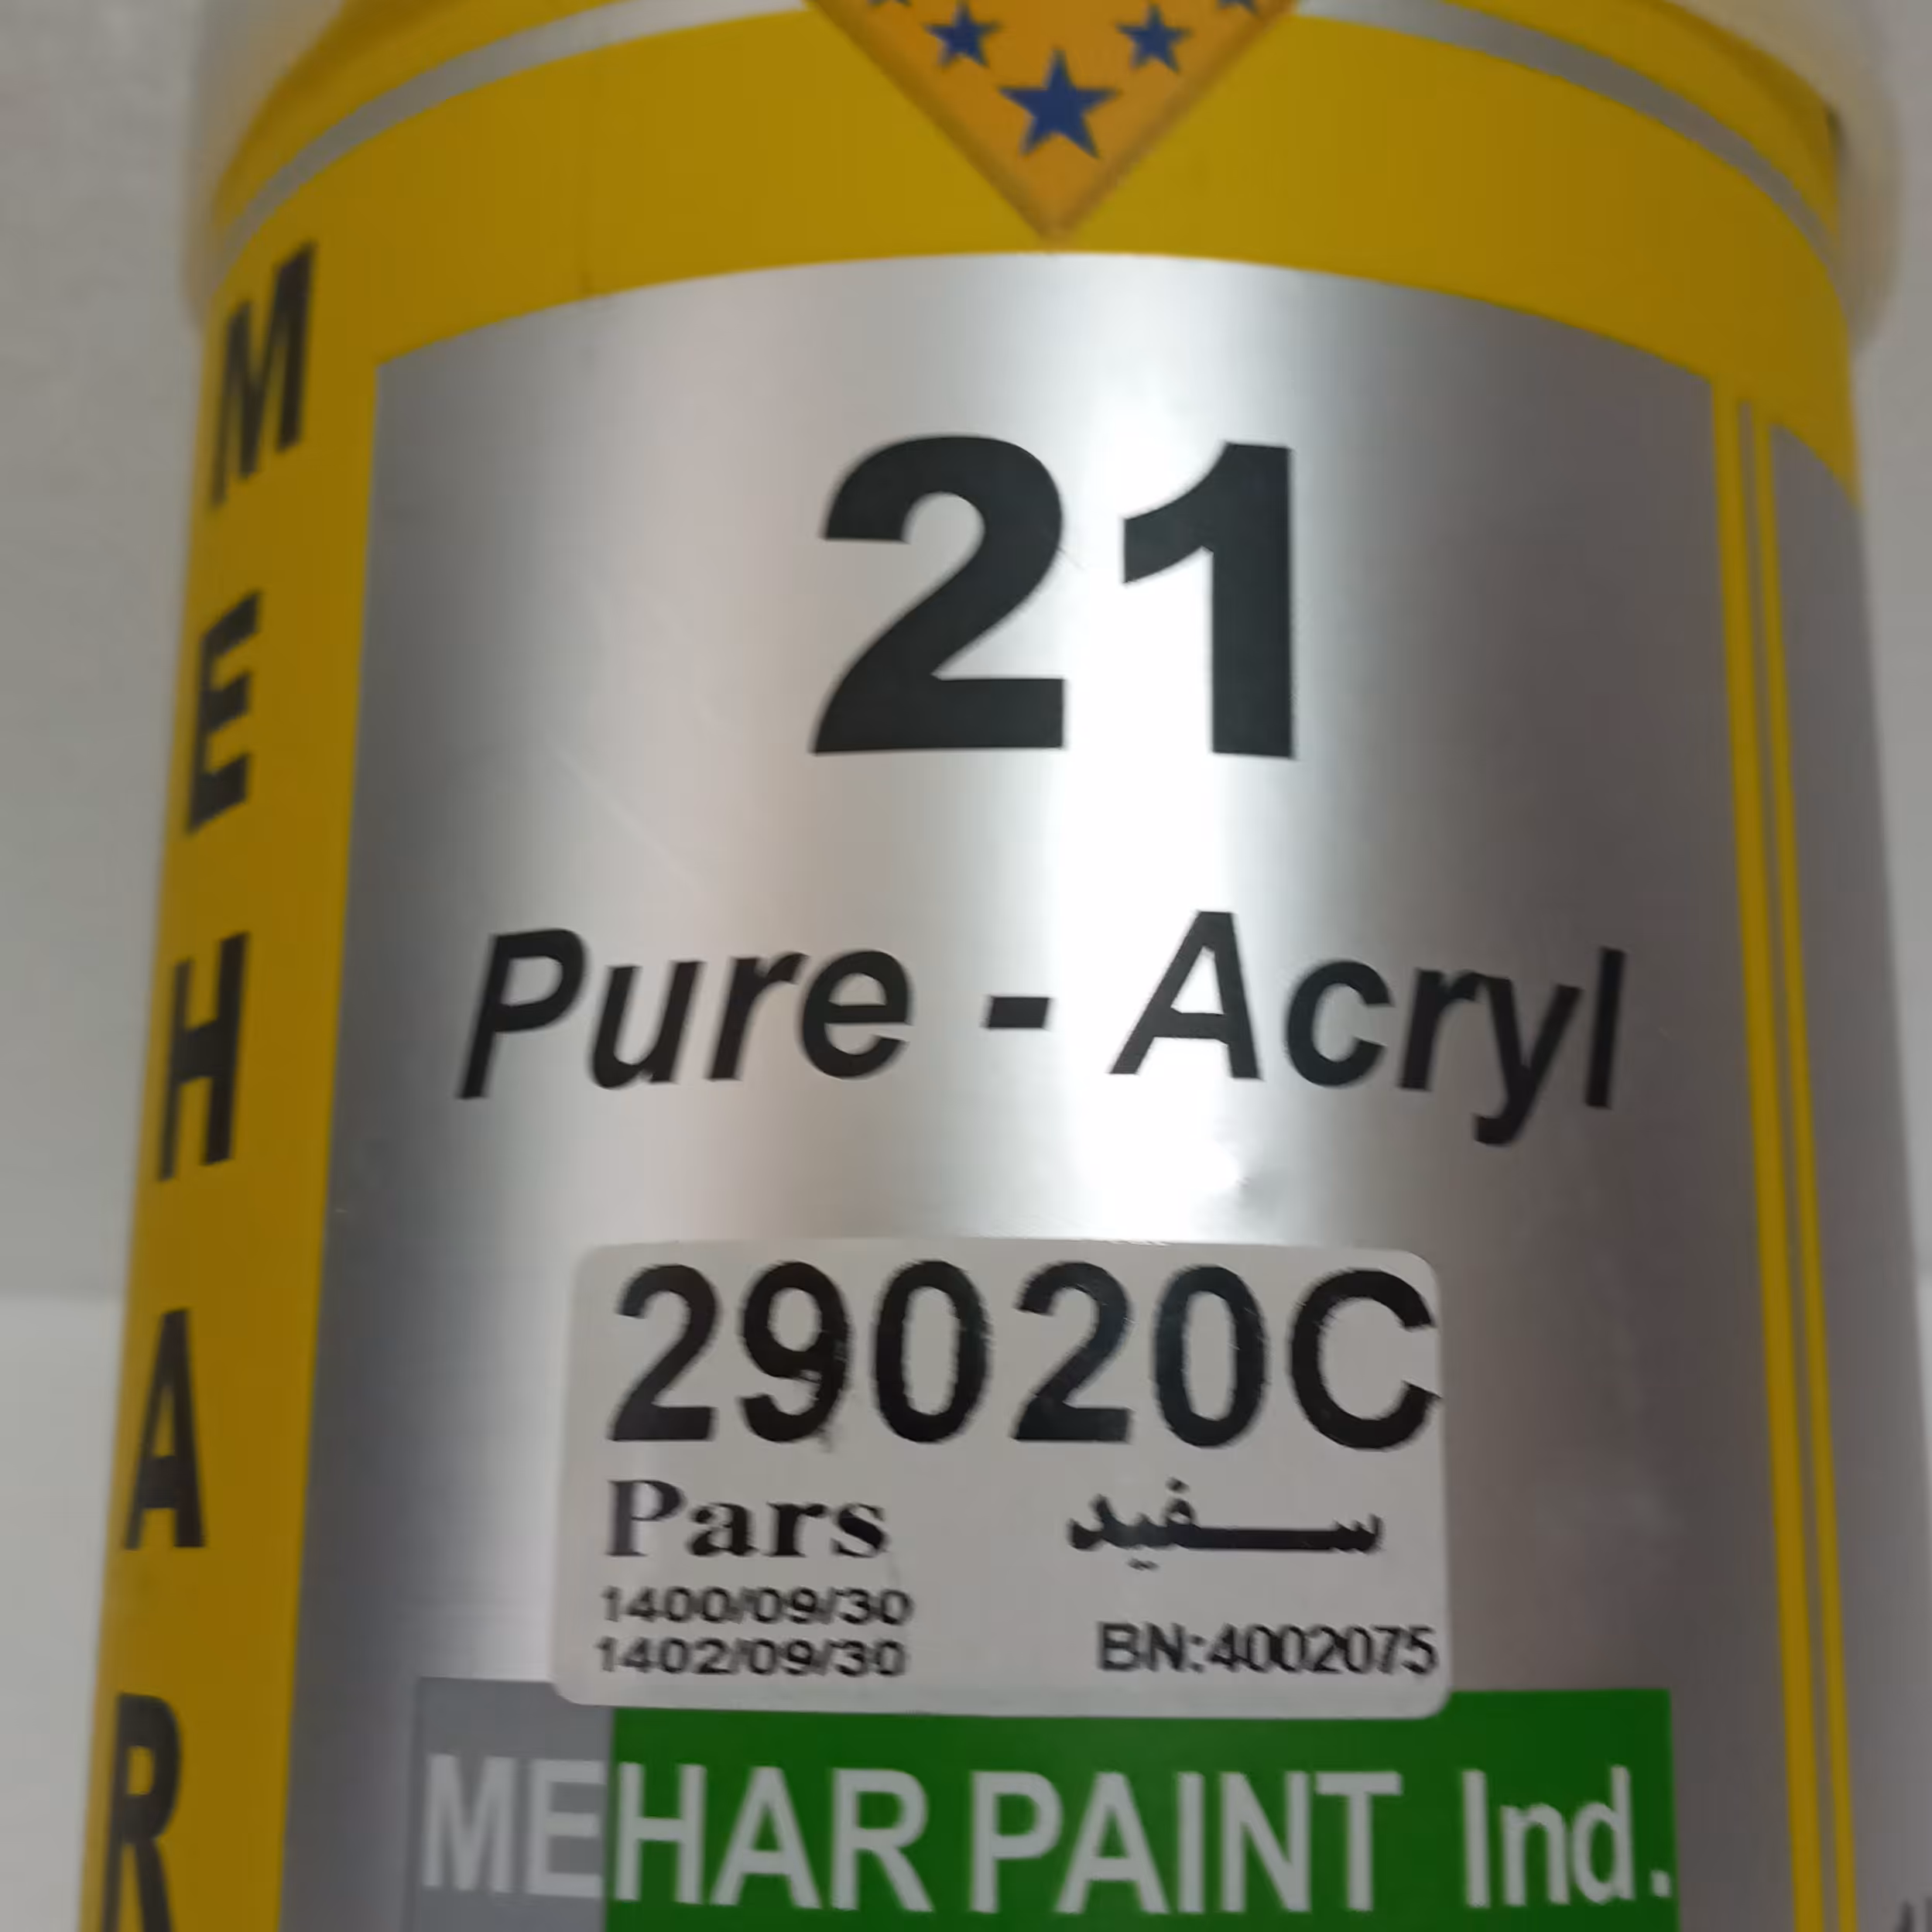 MEHAR
21
Pure - Acryl
29020C
Pars سفید
1400/09/30
1402/09/30 BN:4002075
MEHAR PAINT Ind.